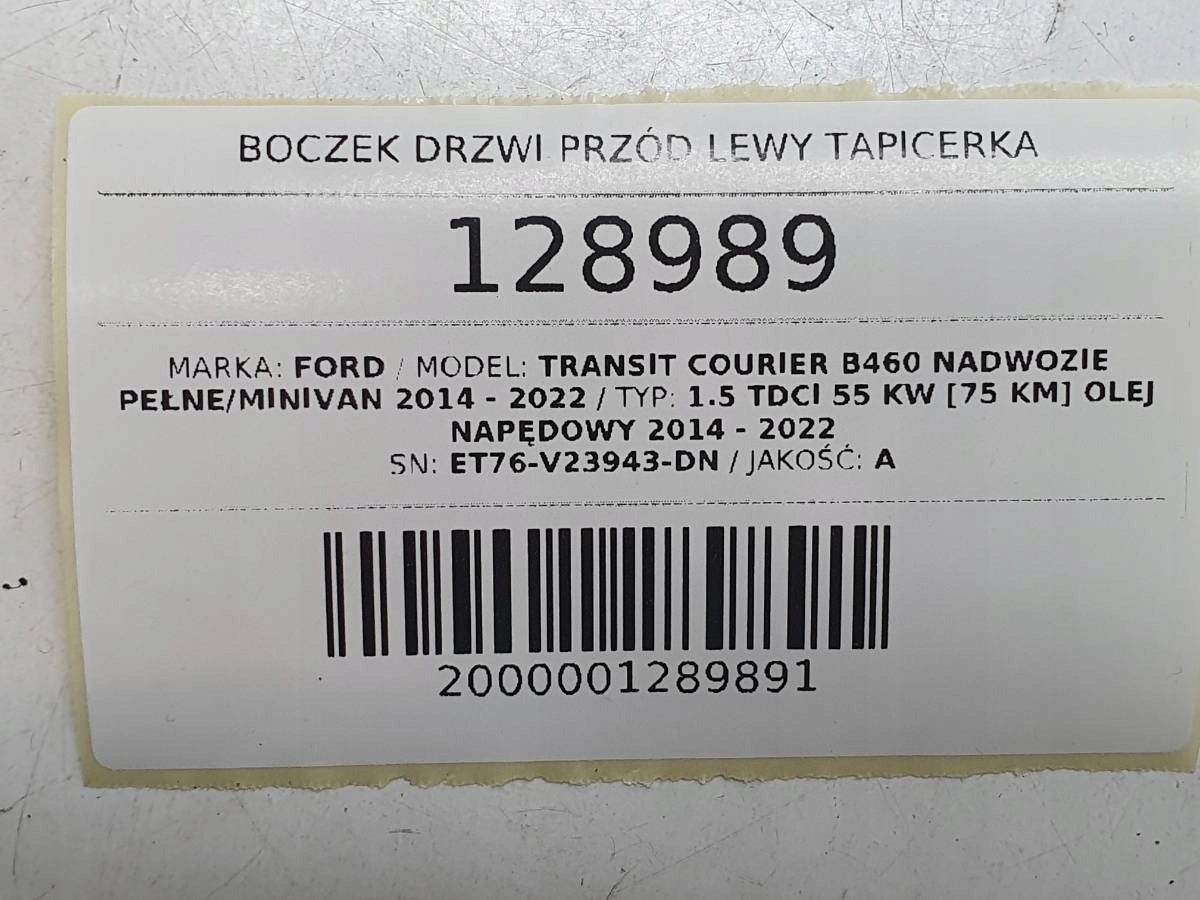 BOCZEK DRZWI PRZÓD LEWY TAPICERKA
128989
MARKA: FORD / MODEL: TRANSIT COURIER B460 NADWOZIE
PEŁNE/MINIVAN 2014 - 2022 / TYP: 1.5 TDCI 55 KW [75 KM] OLEJ
NAPĘDOWY 2014 - 2022
SN: ET76-V23943-DN / JAKOŚĆ: A
2000001289891